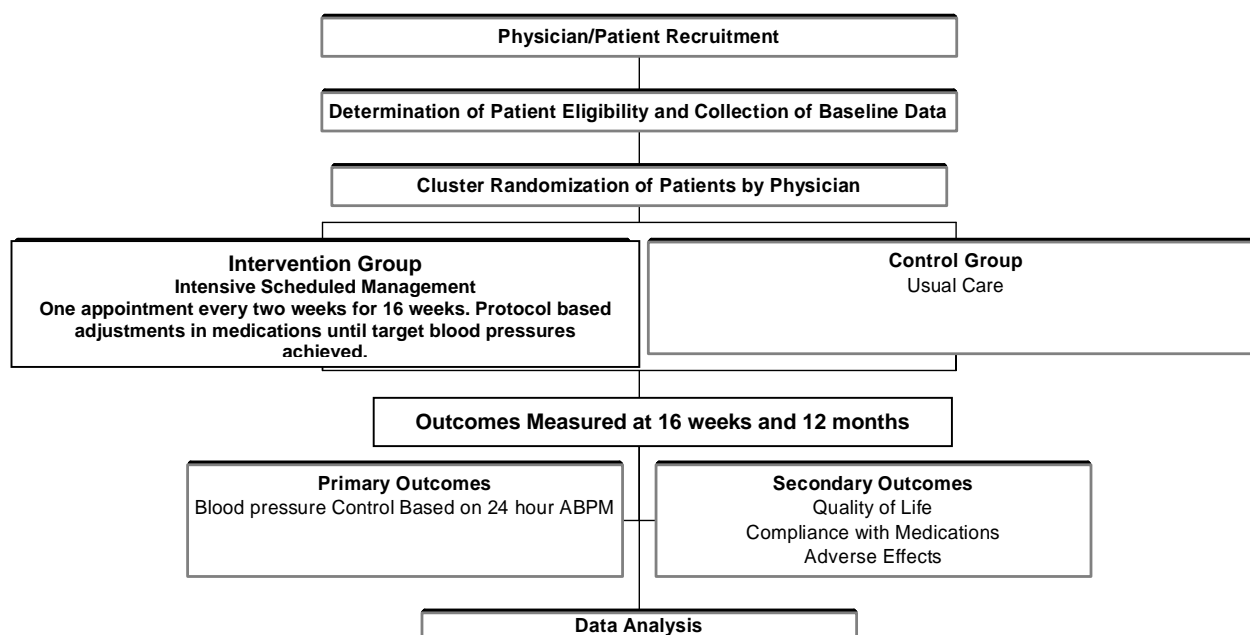 Physician/Patient Recruitment
Determination of Patient Eligibility and Collection of Baseline Data
Cluster Randomization of Patients by Physician
Intervention Group
Intensive Scheduled Management
One appointment every two weeks for 16 weeks. Protocol based
adjustments in medications until target blood pressures
achieved.
Control Group
Usual Care
Outcomes Measured at 16 weeks and 12 months
Primary Outcomes
Blood pressure Control Based on 24 hour ABPM
Secondary Outcomes
Quality of Life
Compliance with Medications
Adverse Effects
Data Analysis